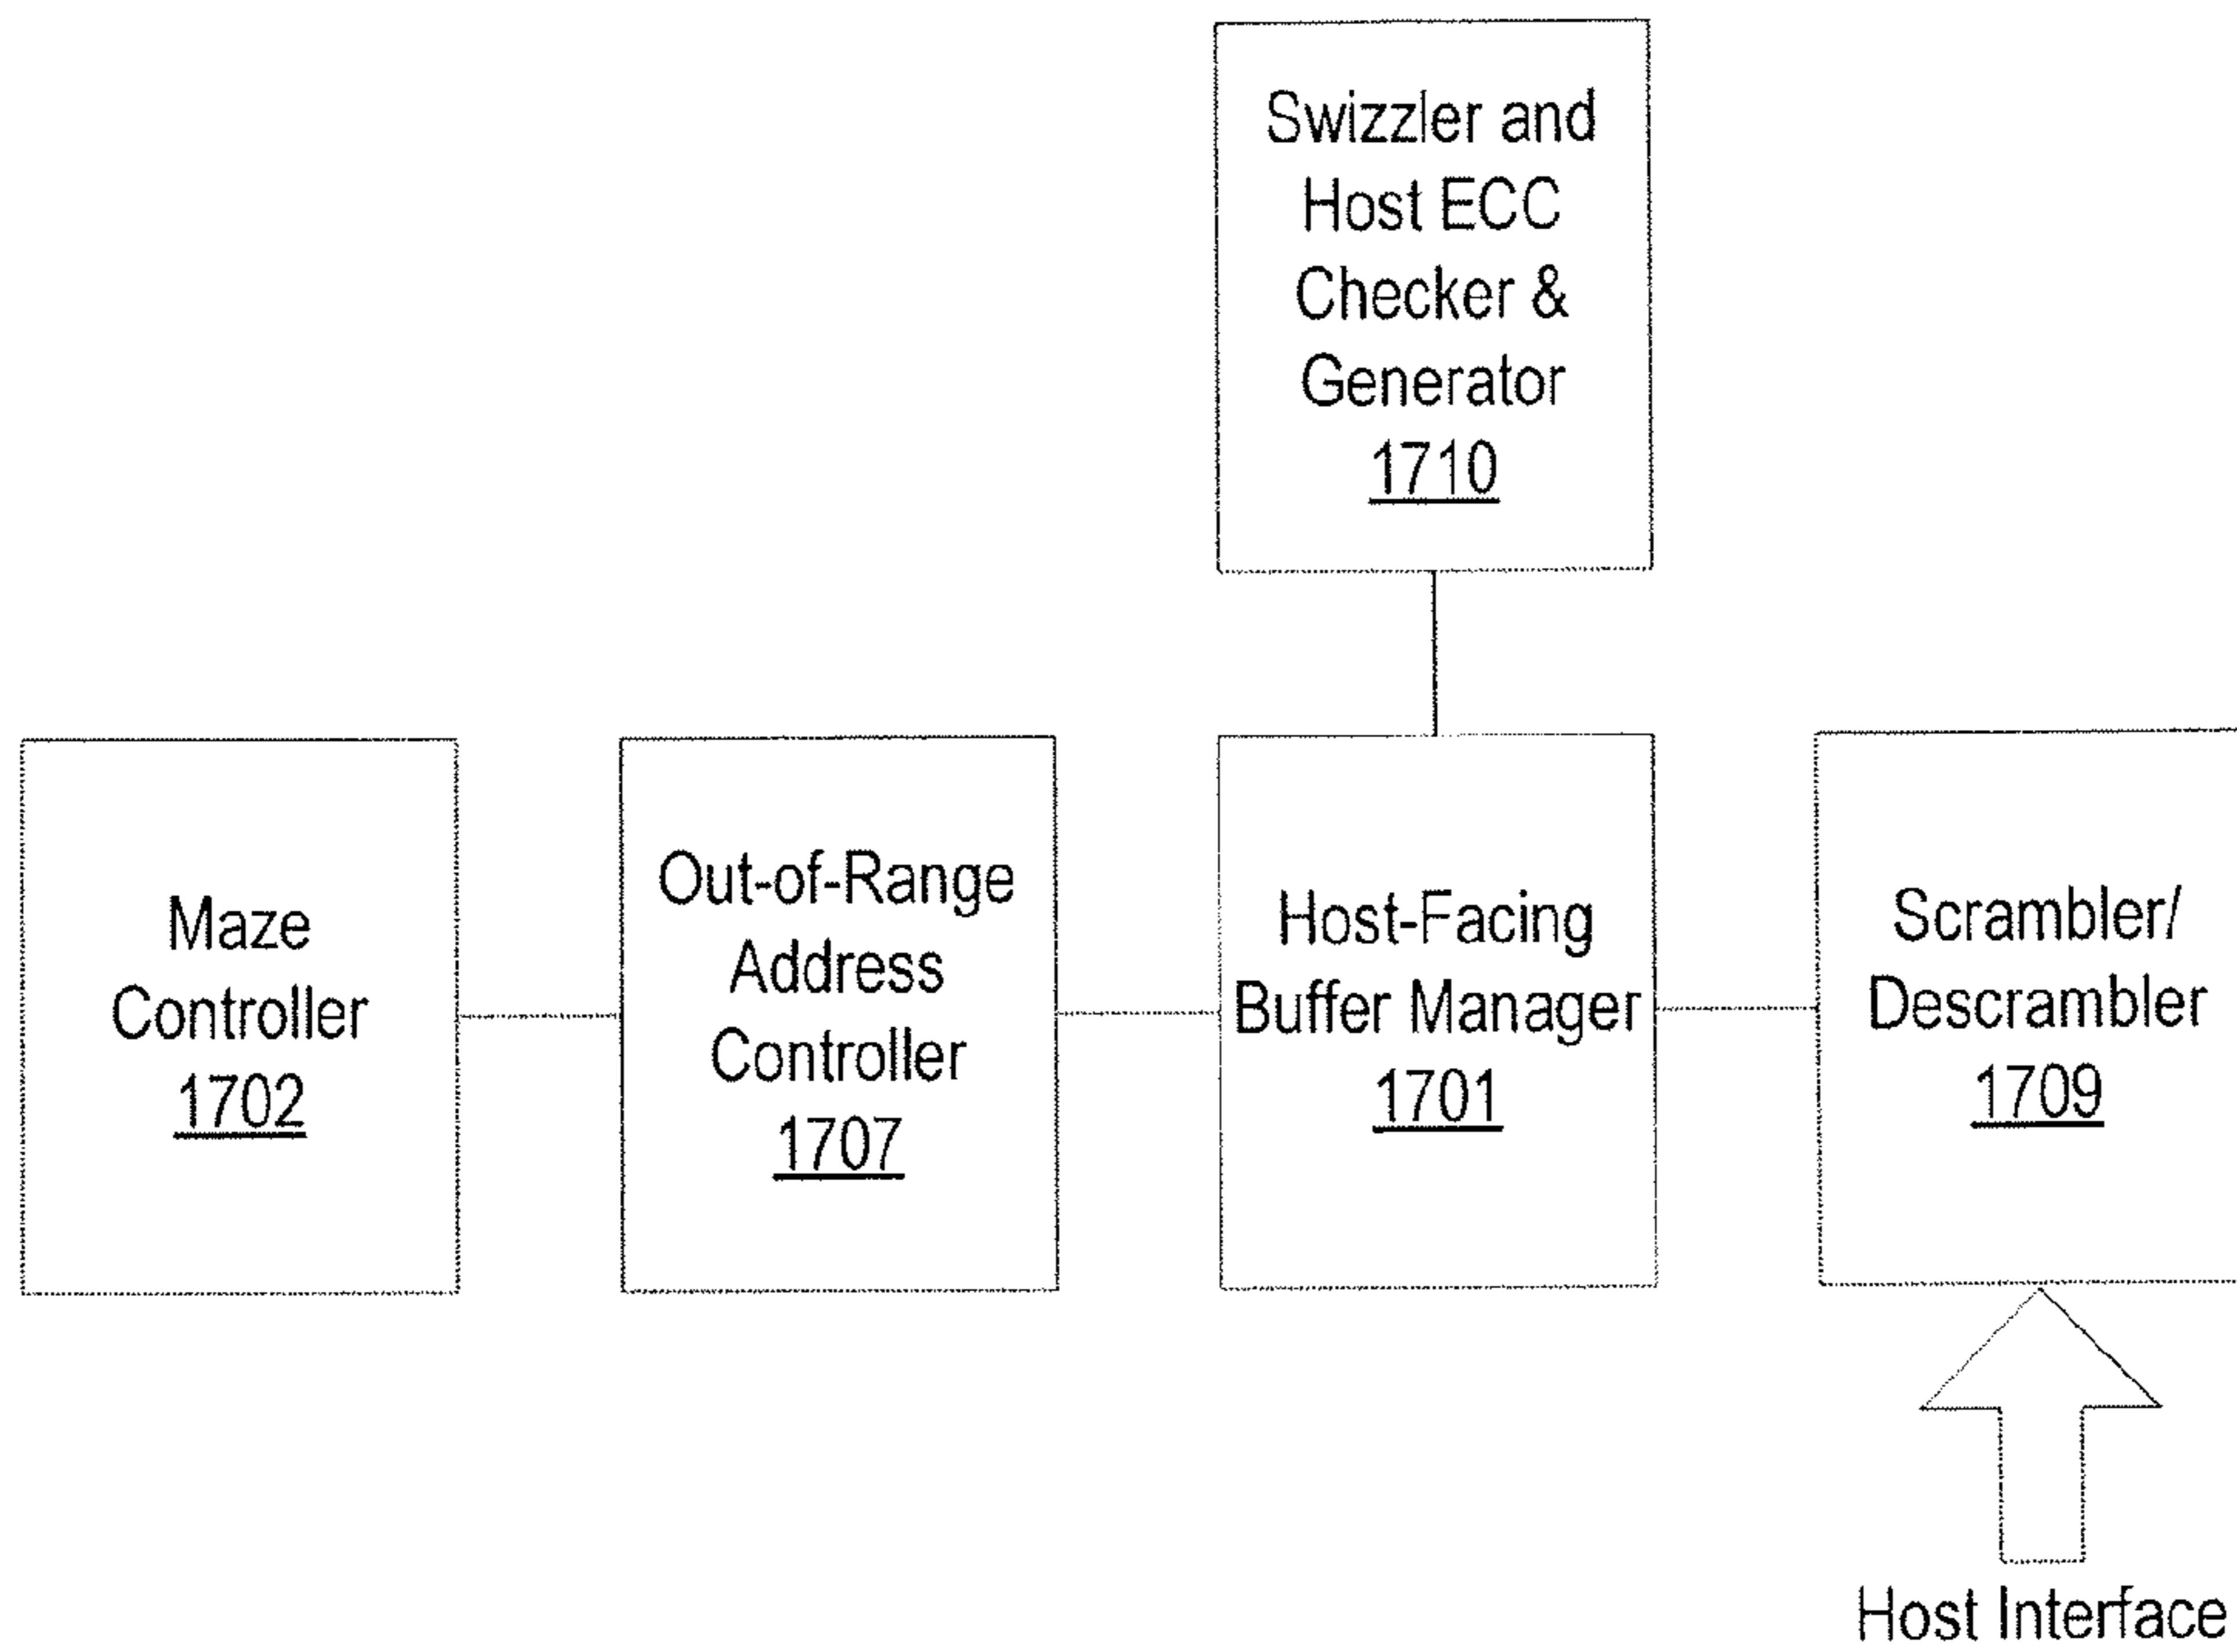 Swizzler and
Host ECC
Checker &
Generator
1710
Maze
Controller
1702
Out-of-Range
Address
Controller
1707
Host-Facing
Buffer Manager
1701
Scrambler/
Descrambler
1709
Host Interface